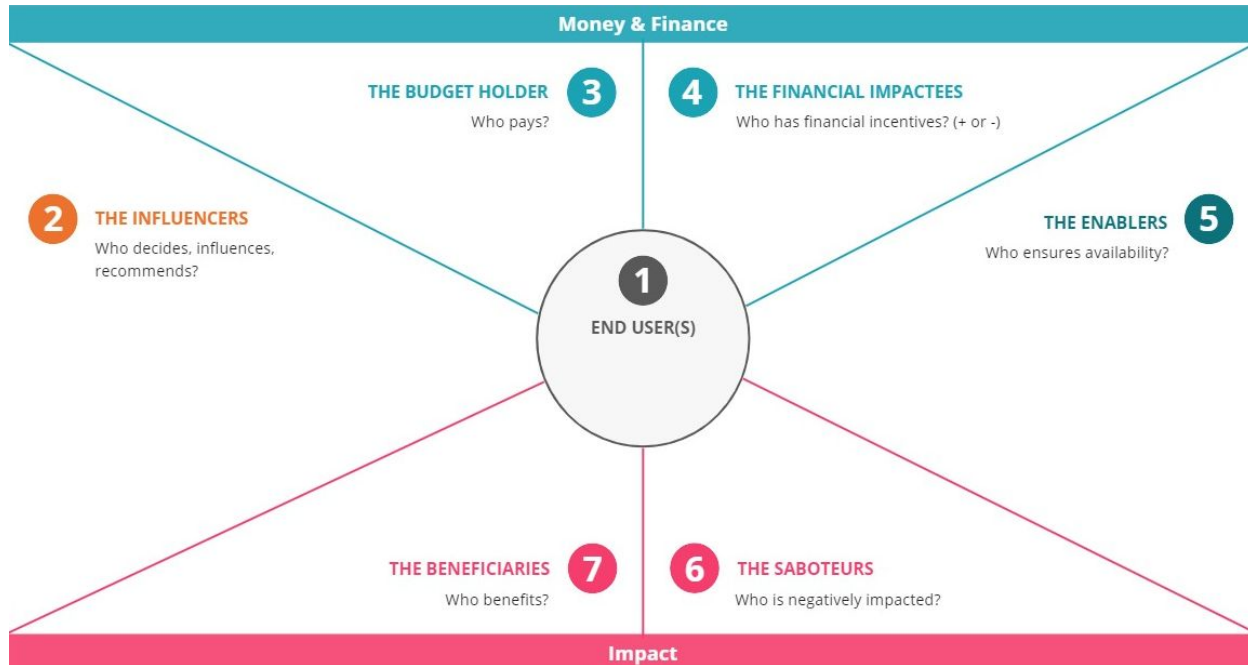 Money & Finance
THE BUDGET HOLDER
3
Who pays?
4
THE FINANCIAL IMPACTEES
Who has financial incentives? (+ or -)
2
THE INFLUENCERS
Who decides, influences,
recommends?
THE ENABLERS
5
Who ensures availability?
1
END USER(S)
THE BENEFICIARIES
7
Who benefits?
6
THE SABOTEURS
Who is negatively impacted?
Impact